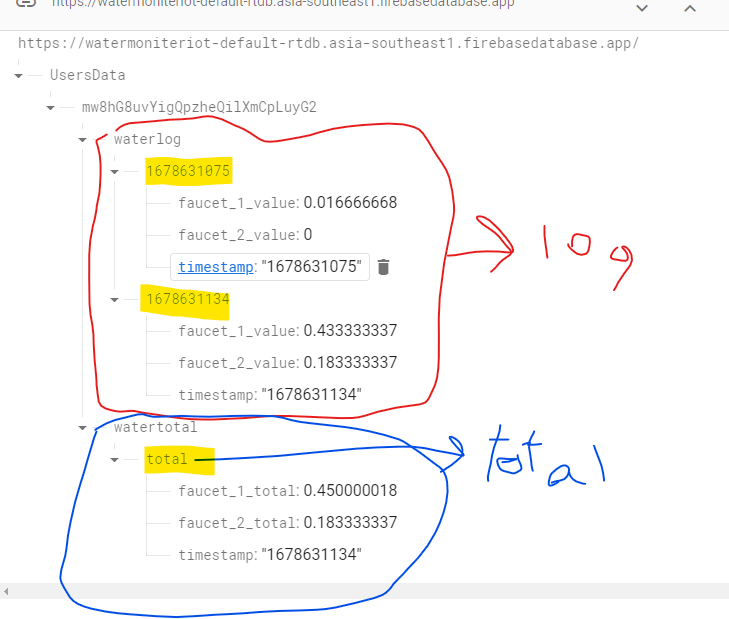 https://watermoniteriot-default-rtdb.asia-southeast1.firebasedatabase.app
https://watermoniteriot-default-rtdb.asia-southeast1.firebasedatabase.app/
UsersData
mw8hG8uvYigQpzheQilXmCpLuyG2
waterlog
1678631075
faucet_1_value: 0.016666668
faucet_2_value: 0
timestamp: "1678631075"
log
1678631134
faucet_1_value: 0.433333337
faucet_2_value: 0.183333337
timestamp: "1678631134"
watertotal
total
total
faucet_1_total: 0.450000018
faucet_2_total: 0.183333337
timestamp: "1678631134"